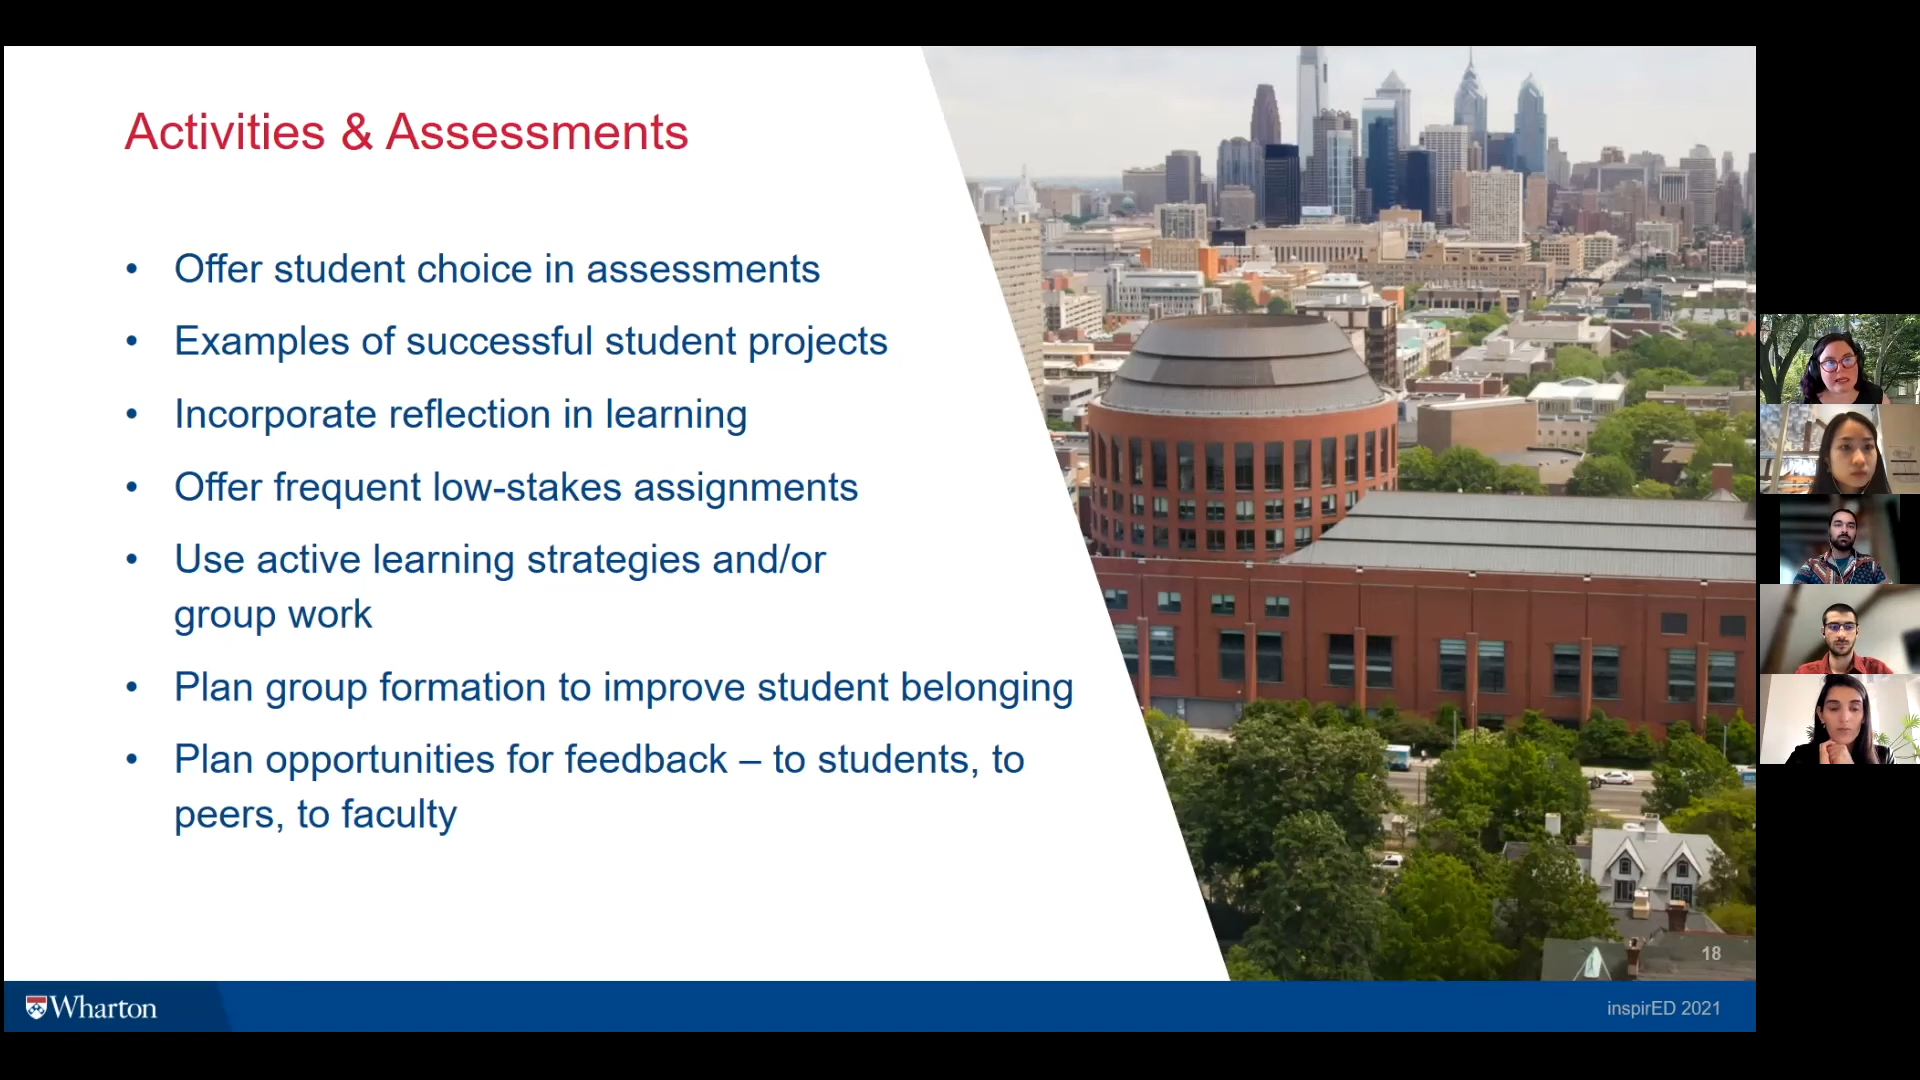 Activities & Assessments
• Offer student choice in assessments
• Examples of successful student projects
• Incorporate reflection in learning
• Offer frequent low-stakes assignments
• Use active learning strategies and/or
group work
• Plan group formation to improve student belonging
• Plan opportunities for feedback – to students, to
peers, to faculty
18
Wharton
inspirED 2021